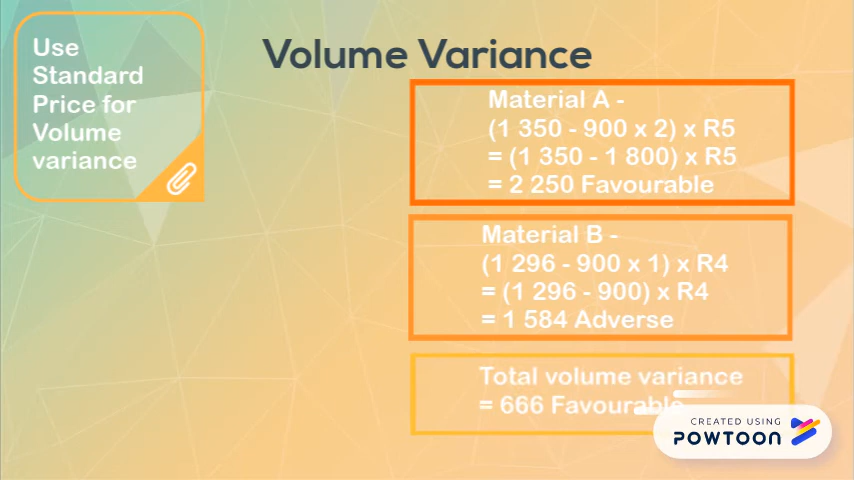 Use
Standard
Price for
Volume
variance
Volume Variance
Material A -
(1 350 - 900 x 2) x R5
= (1 350 - 1 800) x R5
= 2 250 Favourable
Material B -
(1 296 - 900 x 1) x R4
= (1 296 - 900) x R4
= 1 584 Adverse
Total volume variance
= 666 Favourable
CREATED USING
POWTOON